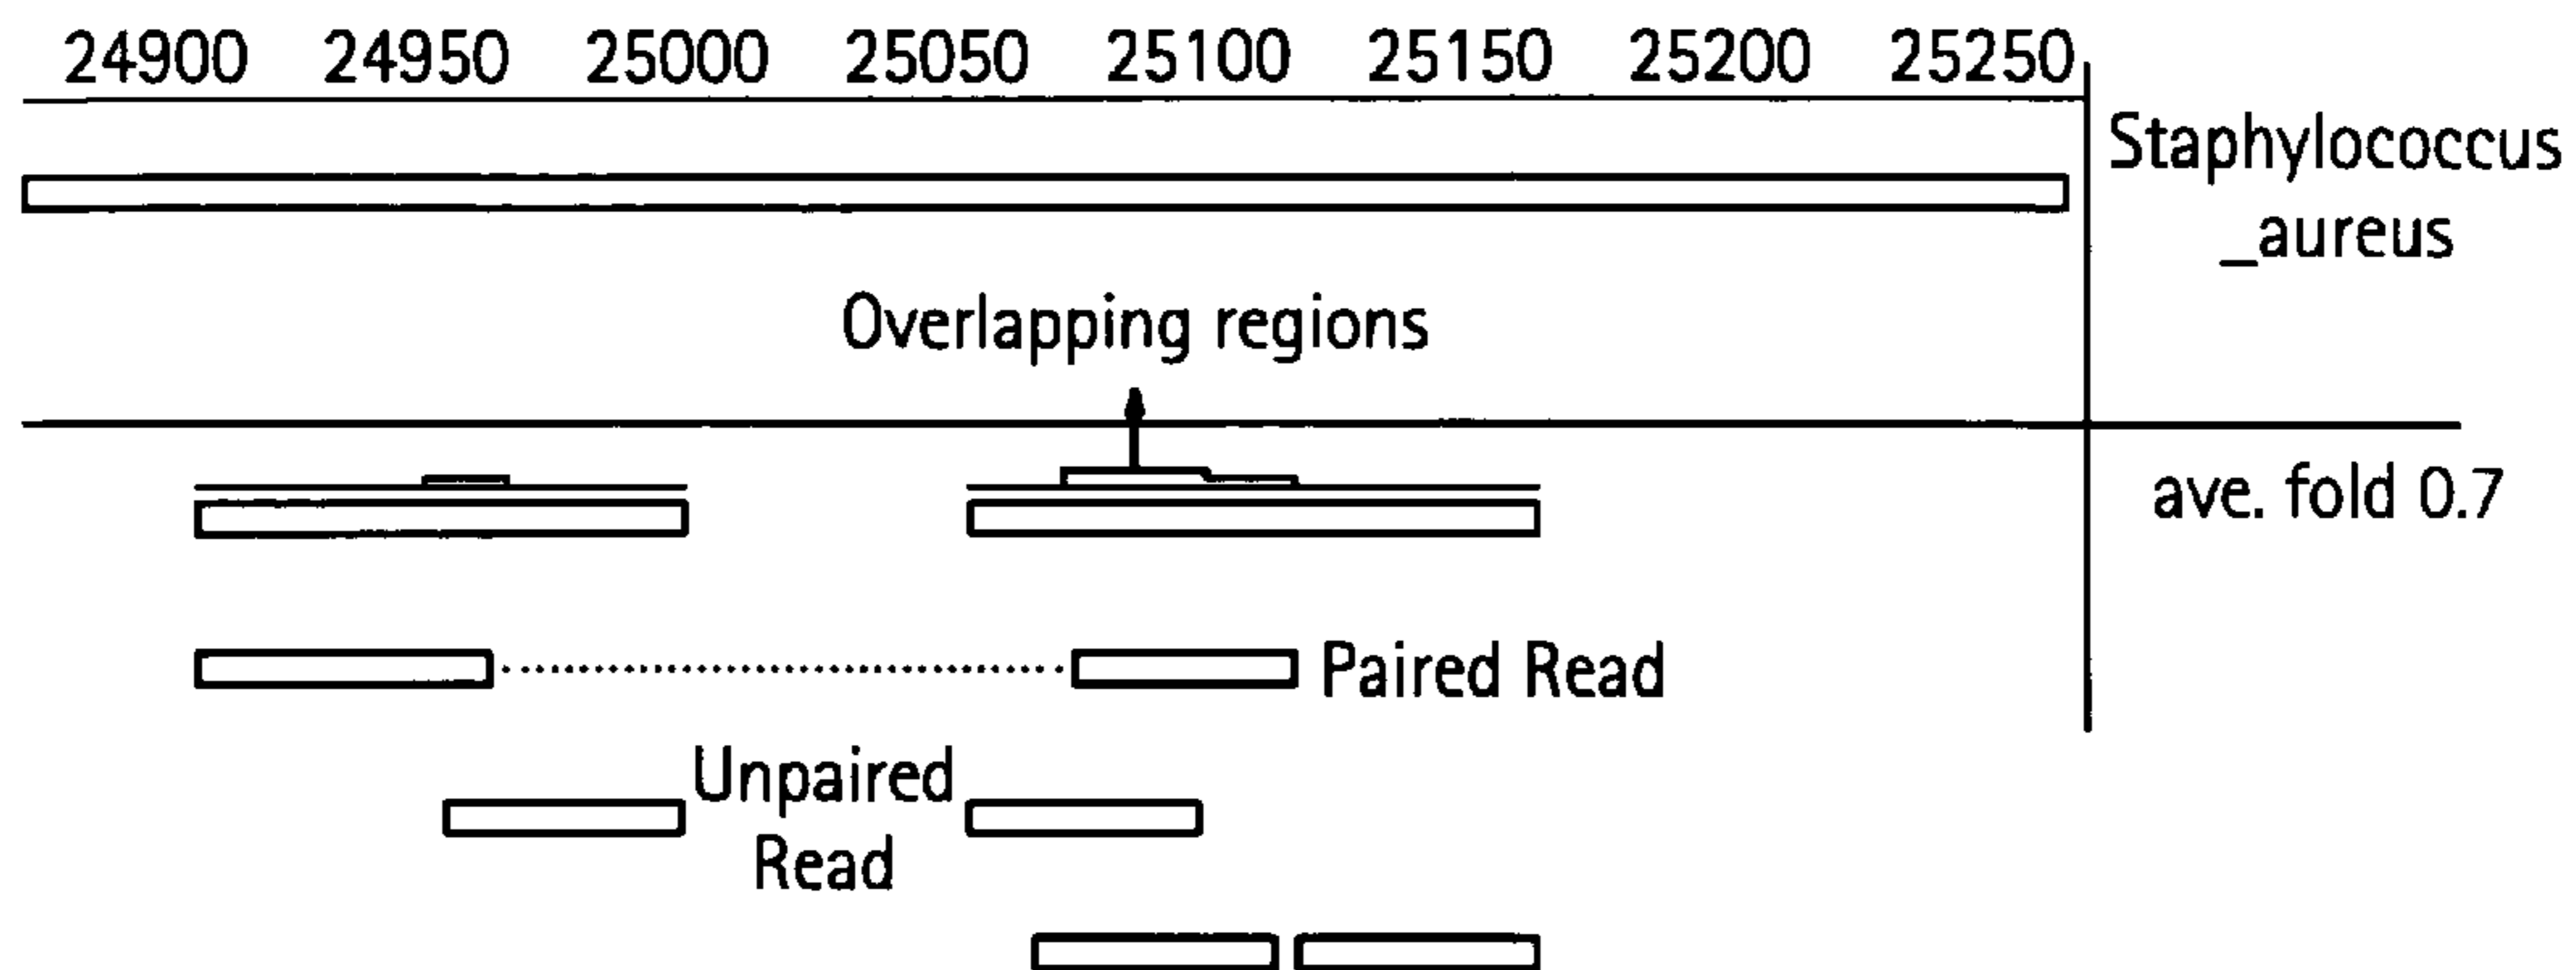 24900 24950 25000 25050 25100 25150 25200 25250
Staphylococcus
_aureus
Overlapping regions
ave. fold 0.7
Paired Read
Unpaired
Read